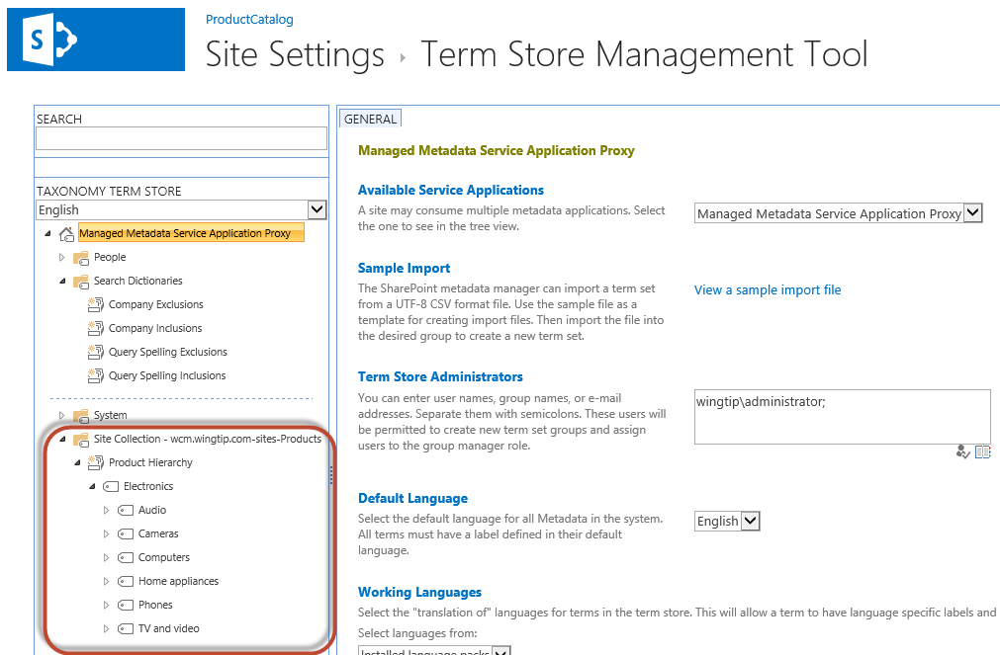 S
ProductCatalog
Site Settings › Term Store Management Tool
SEARCH
TAXONOMY TERM STORE
English
Managed Metadata Service Application Proxy
People
Search Dictionaries
Company Exclusions
Company Inclusions
Query Spelling Exclusions
Query Spelling Inclusions
System
Site Collection - wcm.wingtip.com-sites-Products
Product Hierarchy
Electronics
Audio
Cameras
Computers
Home appliances
Phones
TV and video
GENERAL
Managed Metadata Service Application Proxy
Available Service Applications
A site may consume multiple metadata applications. Select
the one to see in the tree view.
Managed Metadata Service Application Proxy
Sample Import
The SharePoint metadata manager can import a term set
from a UTF-8 CSV format file. Use the sample file as a
template for creating import files. Then import the file into
the desired group to create a new term set.
View a sample import file
Term Store Administrators
You can enter user names, group names, or e-mail
addresses. Separate them with semicolons. These users will
be permitted to create new term set groups and assign
users to the group manager role.
wingtip\administrator;
Default Language
Select the default language for all Metadata in the system.
All terms must have a label defined in their default
language.
English
Working Languages
Select the "translation of" languages for terms in the term store. This will allow a term to have language specific labels and
Select languages from:
Installed language packs